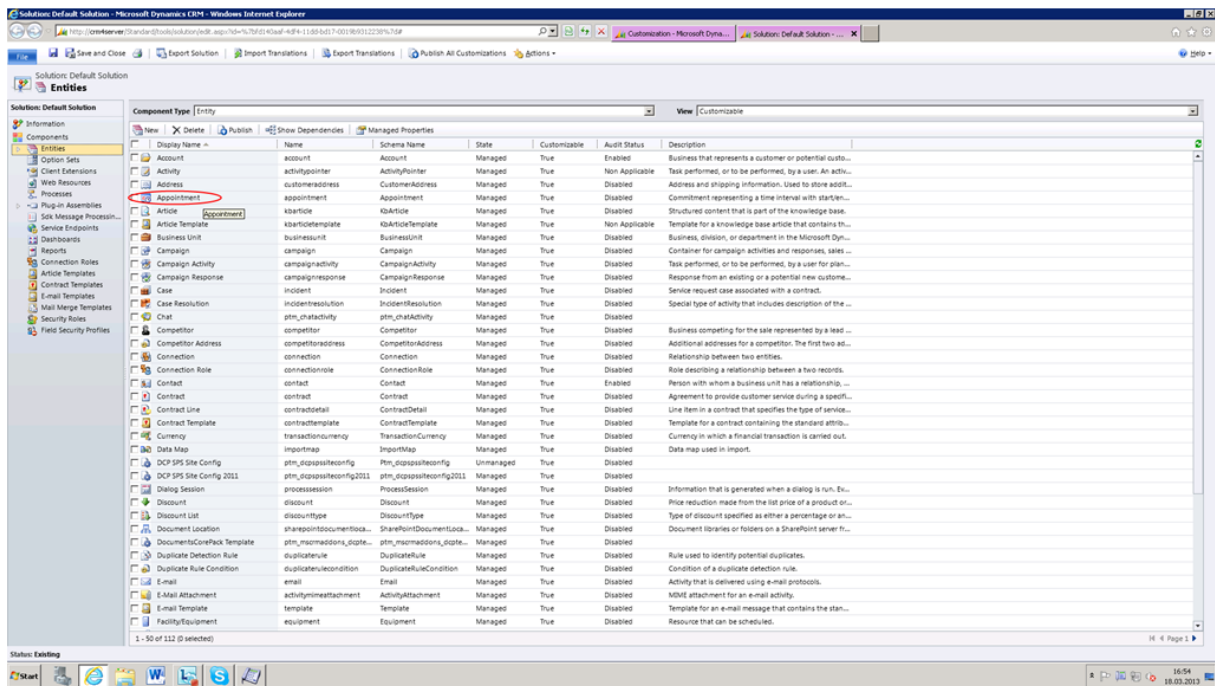 Solution: Default Solution - Microsoft Dynamics CRM - Windows Internet Explorer
Customization - Microsoft Dyna...
Solution: Default Solution - ...
File
Save and Close
Export Solution
Import Translations
Export Translations
Publish All Customizations
Actions
Help
Solution: Default Solution
Entities
Solution: Default Solution
Information
Components
Entities
Option Sets
Client Extensions
Web Resources
Processes
Plug-in Assemblies
Sdk Message Processin...
Service Endpoints
Dashboards
Reports
Connection Roles
Article Templates
Contract Templates
E-mail Templates
Mail Merge Templates
Security Roles
Field Security Profiles
Component Type Entity
View Customizable
New Delete Publish Show Dependencies Managed Properties
Display Name Name Schema Name State Customizable Audit Status Description
Account account Account Managed True Enabled Business that represents a customer or potential custo...
Activity activitypointer ActivityPointer Managed True Non Applicable Task performed, or to be performed, by a user. An activ...
Address customeraddress CustomerAddress Managed True Disabled Address and shipping information. Used to store addit...
Appointment appointment Appointment Managed True Disabled Commitment representing a time interval with start/en...
Appointment
Article kbarticle KbArticle Managed True Disabled Structured content that is part of the knowledge base.
Article Template kbarticletemplate KbArticleTemplate Managed True Non Applicable Template for a knowledge base article that contains th...
Business Unit businessunit BusinessUnit Managed True Disabled Business, division, or department in the Microsoft Dyn...
Campaign campaign Campaign Managed True Disabled Container for campaign activities and responses, sales ...
Campaign Activity campaignactivity CampaignActivity Managed True Disabled Task performed, or to be performed, by a user for plan...
Campaign Response campaignresponse CampaignResponse Managed True Disabled Response from an existing or a potential new custome...
Case incident Incident Managed True Disabled Service request case associated with a contract.
Case Resolution incidentresolution IncidentResolution Managed True Disabled Special type of activity that includes description of the ...
Chat ptm_chatactivity ptm_chatActivity Managed True Disabled
Competitor competitor Competitor Managed True Disabled Business competing for the sale represented by a lead ...
Competitor Address competitoraddress CompetitorAddress Managed True Disabled Additional addresses for a competitor. The first two ad...
Connection connection Connection Managed True Disabled Relationship between two entities.
Connection Role connectionrole ConnectionRole Managed True Disabled Role describing a relationship between a two records.
Contact contact Contact Managed True Enabled Person with whom a business unit has a relationship, ...
Contract contract Contract Managed True Disabled Agreement to provide customer service during a specifi...
Contract Line contractdetail ContractDetail Managed True Disabled Line item in a contract that specifies the type of service...
Contract Template contracttemplate ContractTemplate Managed True Disabled Template for a contract containing the standard attrib...
Currency transactioncurrency TransactionCurrency Managed True Disabled Currency in which a financial transaction is carried out.
Data Map importmap ImportMap Managed True Disabled Data map used in import.
DCP SPS Site Config ptm_dcpspssiteconfig Ptm_dcpspssiteconfig Unmanaged True Disabled
DCP SPS Site Config 2011 ptm_dcpspssiteconfig2011 ptm_dcpspssiteconfig2011 Managed True Disabled
Dialog Session processsession ProcessSession Managed True Disabled Information that is generated when a dialog is run. Ev...
Discount discount Discount Managed True Disabled Price reduction made from the list price of a product or...
Discount List discounttype DiscountType Managed True Disabled Type of discount specified as either a percentage or an...
Document Location sharepointdocumentloca... SharePointDocumentLoca... Managed True Disabled Document libraries or folders on a SharePoint server fr...
DocumentsCorePack Template ptm_mscrmaddons_dcpte... ptm_mscrmaddons_dcpte... Managed True Disabled
Duplicate Detection Rule duplicaterule DuplicateRule Managed True Disabled Rule used to identify potential duplicates.
Duplicate Rule Condition duplicaterulecondition DuplicateRuleCondition Managed True Disabled Condition of a duplicate detection rule.
E-mail email Email Managed True Disabled Activity that is delivered using e-mail protocols.
E-mail Attachment activitymimeattachment ActivityAttachment Managed True Disabled MIME attachment for an e-mail activity.
E-mail Template template Template Managed True Disabled Template for an e-mail message that contains the stan...
Facility/Equipment equipment Equipment Managed True Disabled Resource that can be scheduled.
1 - 50 of 112 (0 selected)
Page 1
Status: Existing
Start
16:54
18.03.2013